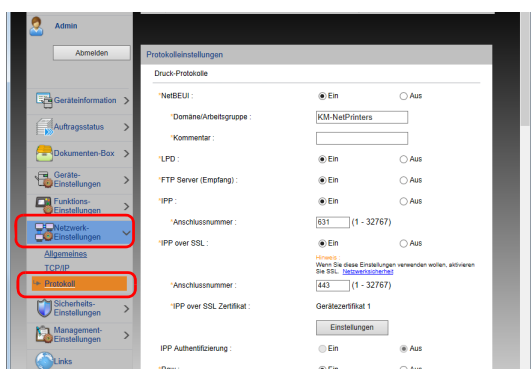 Admin
Abmelden
Geräteinformation
Auftragsstatus
Dokumenten-Box
Geräte-
Einstellungen
Funktions-
Einstellungen
Netzwerk-
Einstellungen
Allgemeines
TCP/IP
Protokoll
Sicherheits-
Einstellungen
Management-
Einstellungen
Links
Protokolleinstellungen
Druck-Protokolle
*NetBEUI : Ein Aus
*Domäne/Arbeitsgruppe : KM-NetPrinters
*Kommentar :
*LPD : Ein Aus
*FTP Server (Empfang) : Ein Aus
*IPP : Ein Aus
*Anschlussnummer : 631 (1 - 32767)
*IPP over SSL : Ein Aus
Hinweis :
Wenn Sie diese Einstellungen verwenden wollen, aktivieren
Sie SSL. Netzwerksicherheit
*Anschlussnummer : 443 (1 - 32767)
*IPP over SSL Zertifikat : Gerätezertifikat 1
Einstellungen
IPP Authentifizierung : Ein Aus
*Raw : Ein Aus